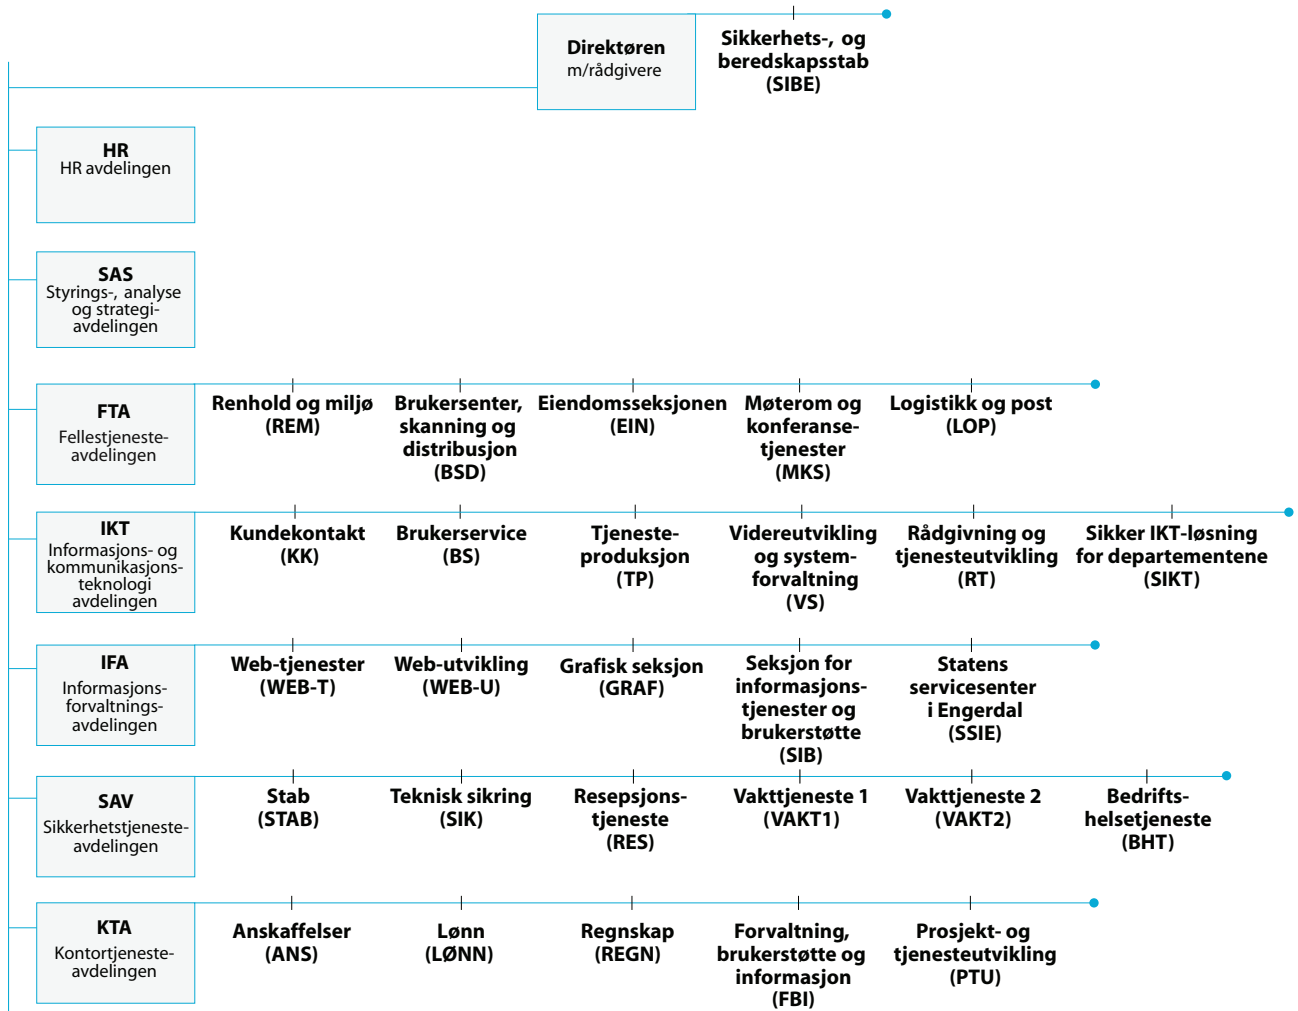 Direktøren
m/rådgivere
Sikkerhets-, og
beredskapsstab
(SIBE)
HR
HR avdelingen
SAS
Styrings-, analyse
og strategi-
avdelingen
FTA
Fellestjeneste-
avdelingen
Renhold og miljø
(REM)
Brukersenter,
skanning og
distribusjon
(BSD)
Eiendomsseksjonen
(EIN)
Møterom og
konferanse-
tjenester
(MKS)
Logistikk og post
(LOP)
IKT
Informasjons- og
kommunikasjons-
teknologi
avdelingen
Kundekontakt
(KK)
Brukerservice
(BS)
Tjeneste-
produksjon
(TP)
Videreutvikling
og system-
forvaltning
(VS)
Rådgivning og
tjenesteutvikling
(RT)
Sikker IKT-løsning
for departementene
(SIKT)
IFA
Informasjons-
forvaltnings-
avdelingen
Web-tjenester
(WEB-T)
Web-utvikling
(WEB-U)
Grafisk seksjon
(GRAF)
Seksjon for
informasjons-
tjenester og
brukerstøtte
(SIB)
Statens
servicesenter
i Engerdal
(SSIE)
SAV
Sikkerhetstjeneste-
avdelingen
Stab
(STAB)
Teknisk sikring
(SIK)
Resepsjons-
tjeneste
(RES)
Vakttjeneste 1
(VAKT1)
Vakttjeneste 2
(VAKT2)
Bedrifts-
helsetjeneste
(BHT)
KTA
Kontortjeneste-
avdelingen
Anskaffelser
(ANS)
Lønn
(LØNN)
Regnskap
(REGN)
Forvaltning,
brukerstøtte og
informasjon
(FBI)
Prosjekt- og
tjenesteutvikling
(PTU)